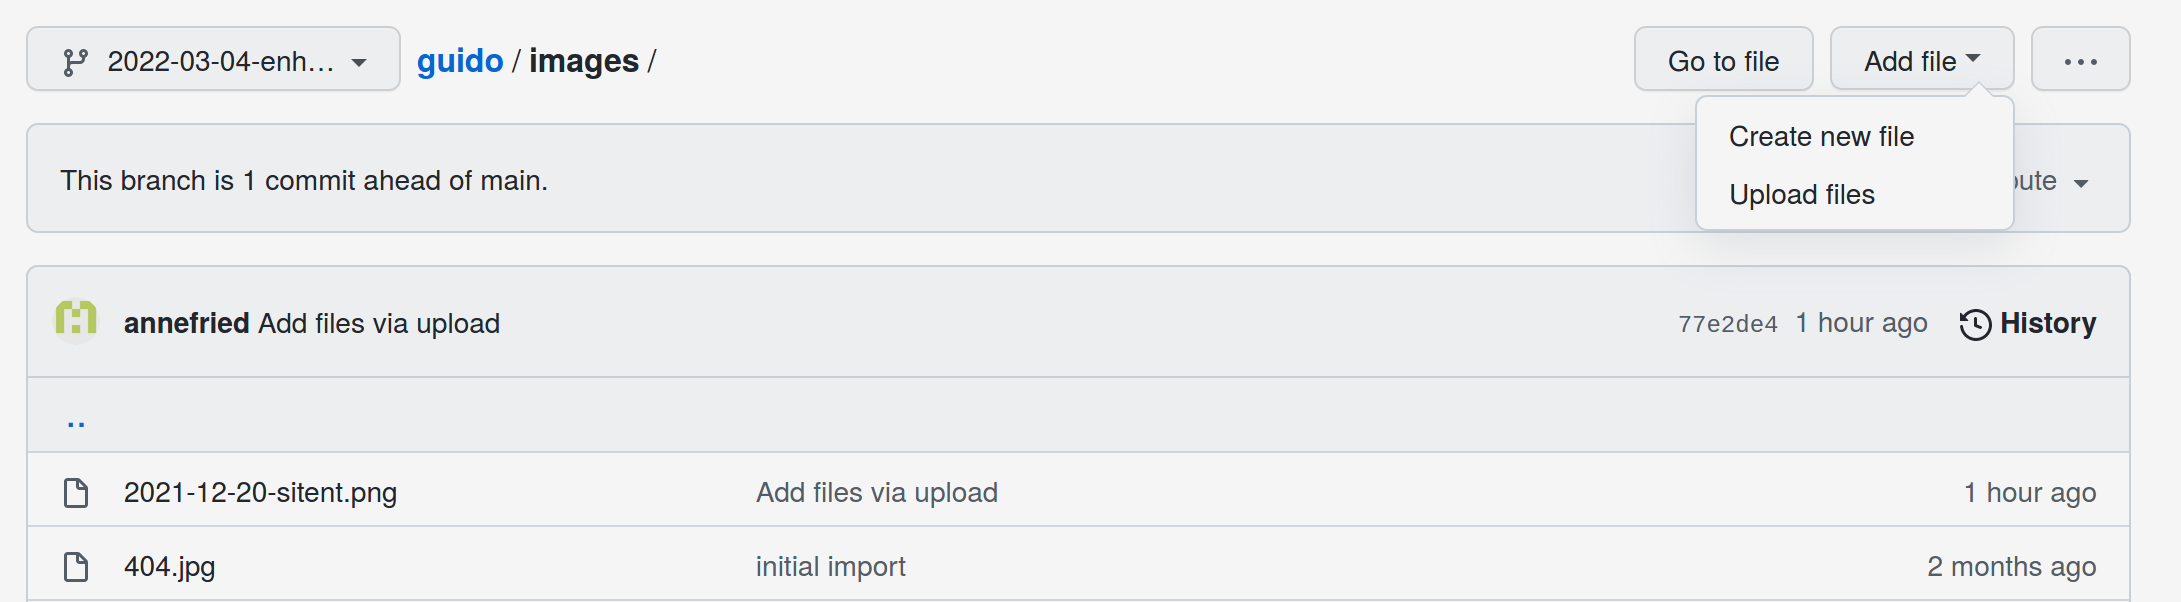 2022-03-04-enh... guido / images / Go to file Add file ...
Create new file
This branch is 1 commit ahead of main.
Upload files
annefried Add files via upload 77e2de4 1 hour ago History
..
2021-12-20-sitent.png Add files via upload 1 hour ago
404.jpg initial import 2 months ago